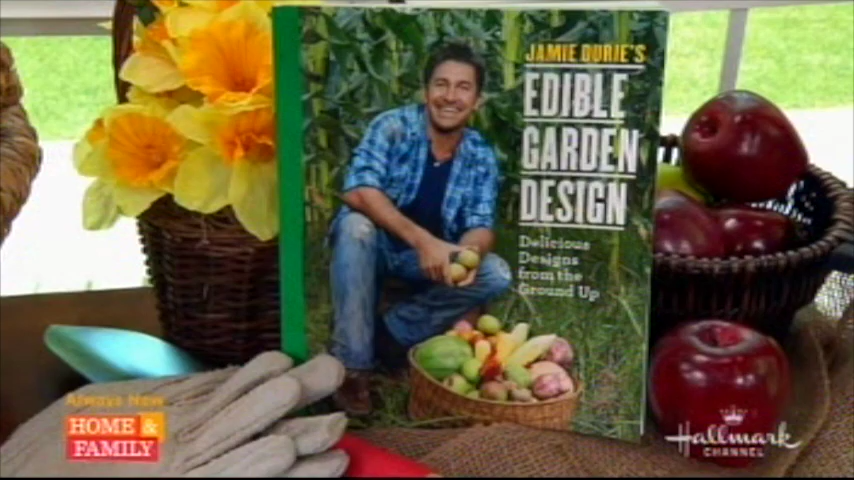 JAMIE DURIE'S
EDIBLE
GARDEN
DESIGN
Delicious
Designs
from the
Ground Up
Always New
HOME &
FAMILY
Hallmark
CHANNEL